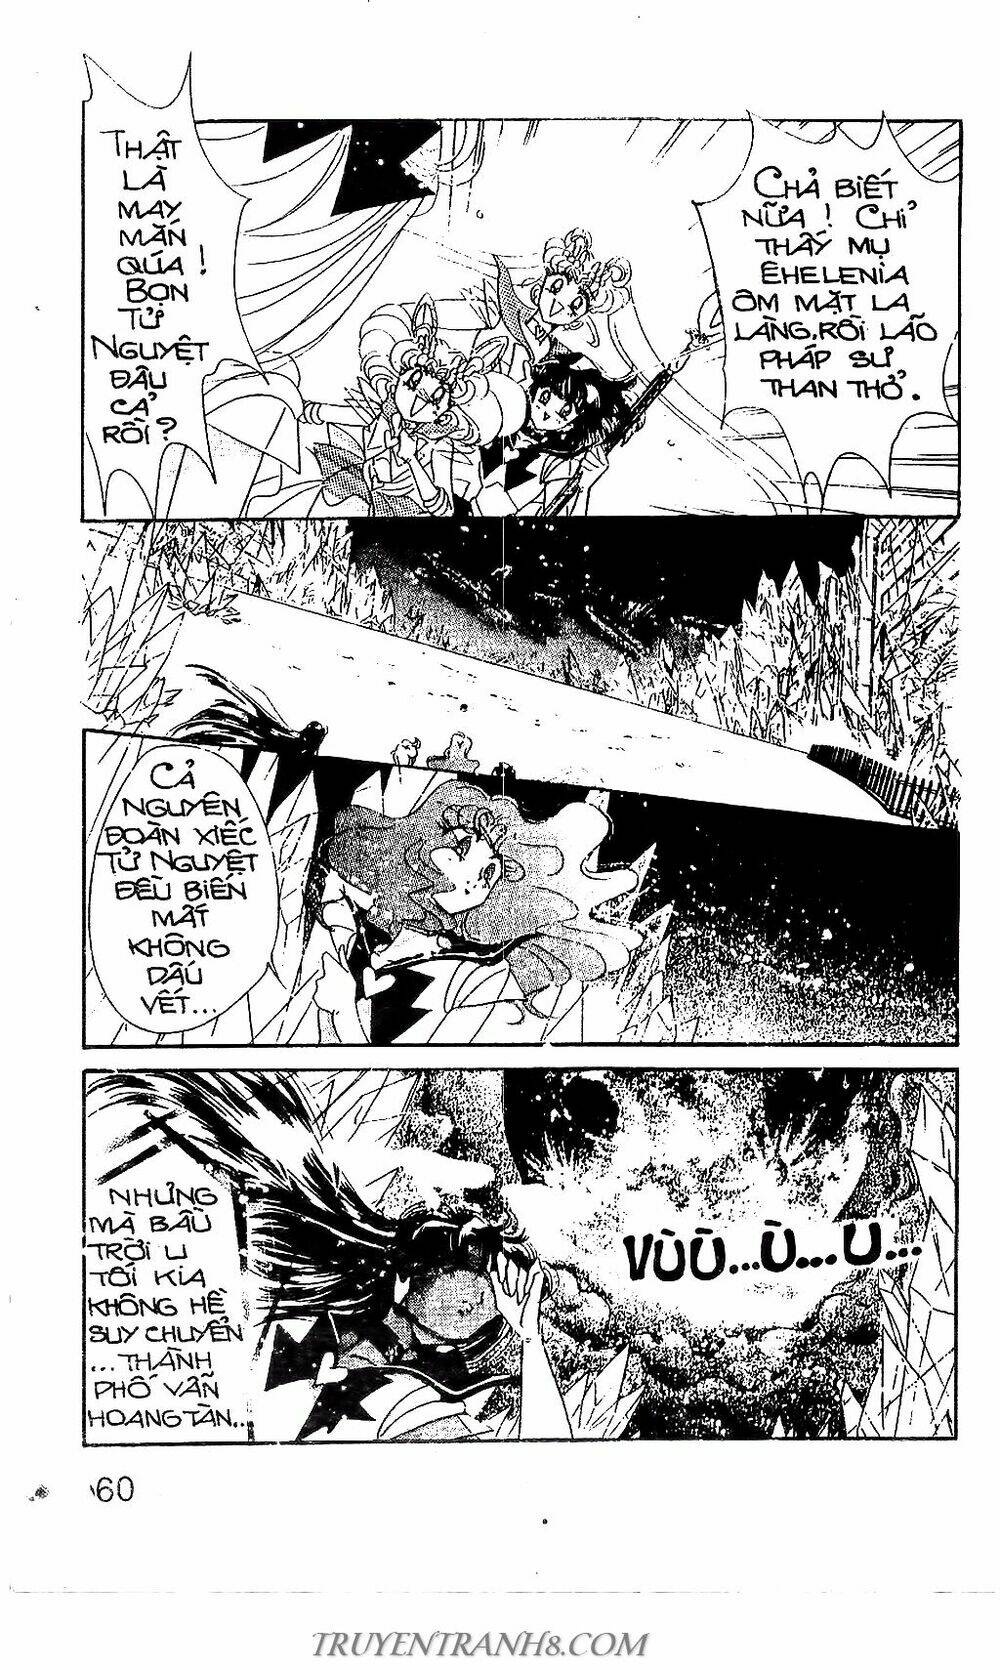 THẬT
LÀ
MAY
MẮN
QÚA!
BỌN
TỬ
NGUYỆT
ĐÂU
CẢ
RỒI?
CHẢ BIẾT
NỮA! CHỈ
THẤY MỤ
ÊHELENIA
ÔM MẶT LA
LÀNG, RỒI LÃO
PHÁP SƯ
THAN THỞ.
CẢ
NGUYÊN
ĐOÀN XIẾC
TỬ NGUYỆT
ĐỀU BIẾN
MẤT
KHÔNG
DẤU
VẾT...
NHƯNG
MÀ BẦU
TRỜI U
TỐI KIA
KHÔNG HỀ
SUY CHUYỂN
...THÀNH
PHỐ VẪN
HOANG TÀN...
VÙÙ...Ù...U...
60
TRUYENTRANH8.COM